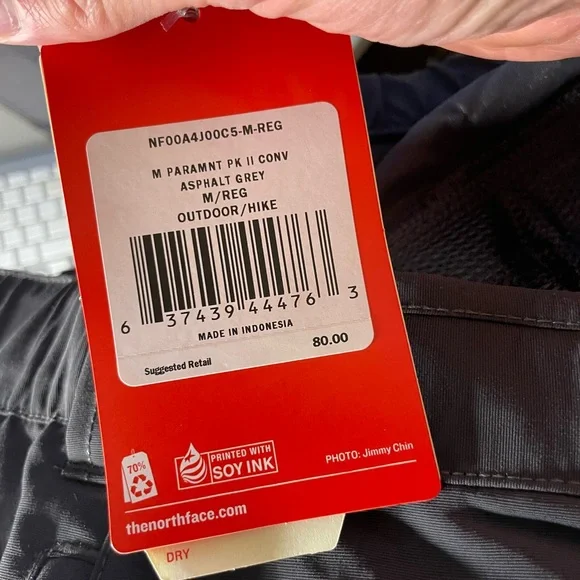 NF00A4J00C5-M-REG
M PARAMNT PK II CONV
ASPHALT GREY
M/REG
OUTDOOR/HIKE
6 37439 44476 3
MADE IN INDONESIA
Suggested Retail 80.00
70%
PRINTED WITH
SOY INK
PHOTO: Jimmy Chin
thenorthface.com
DRY